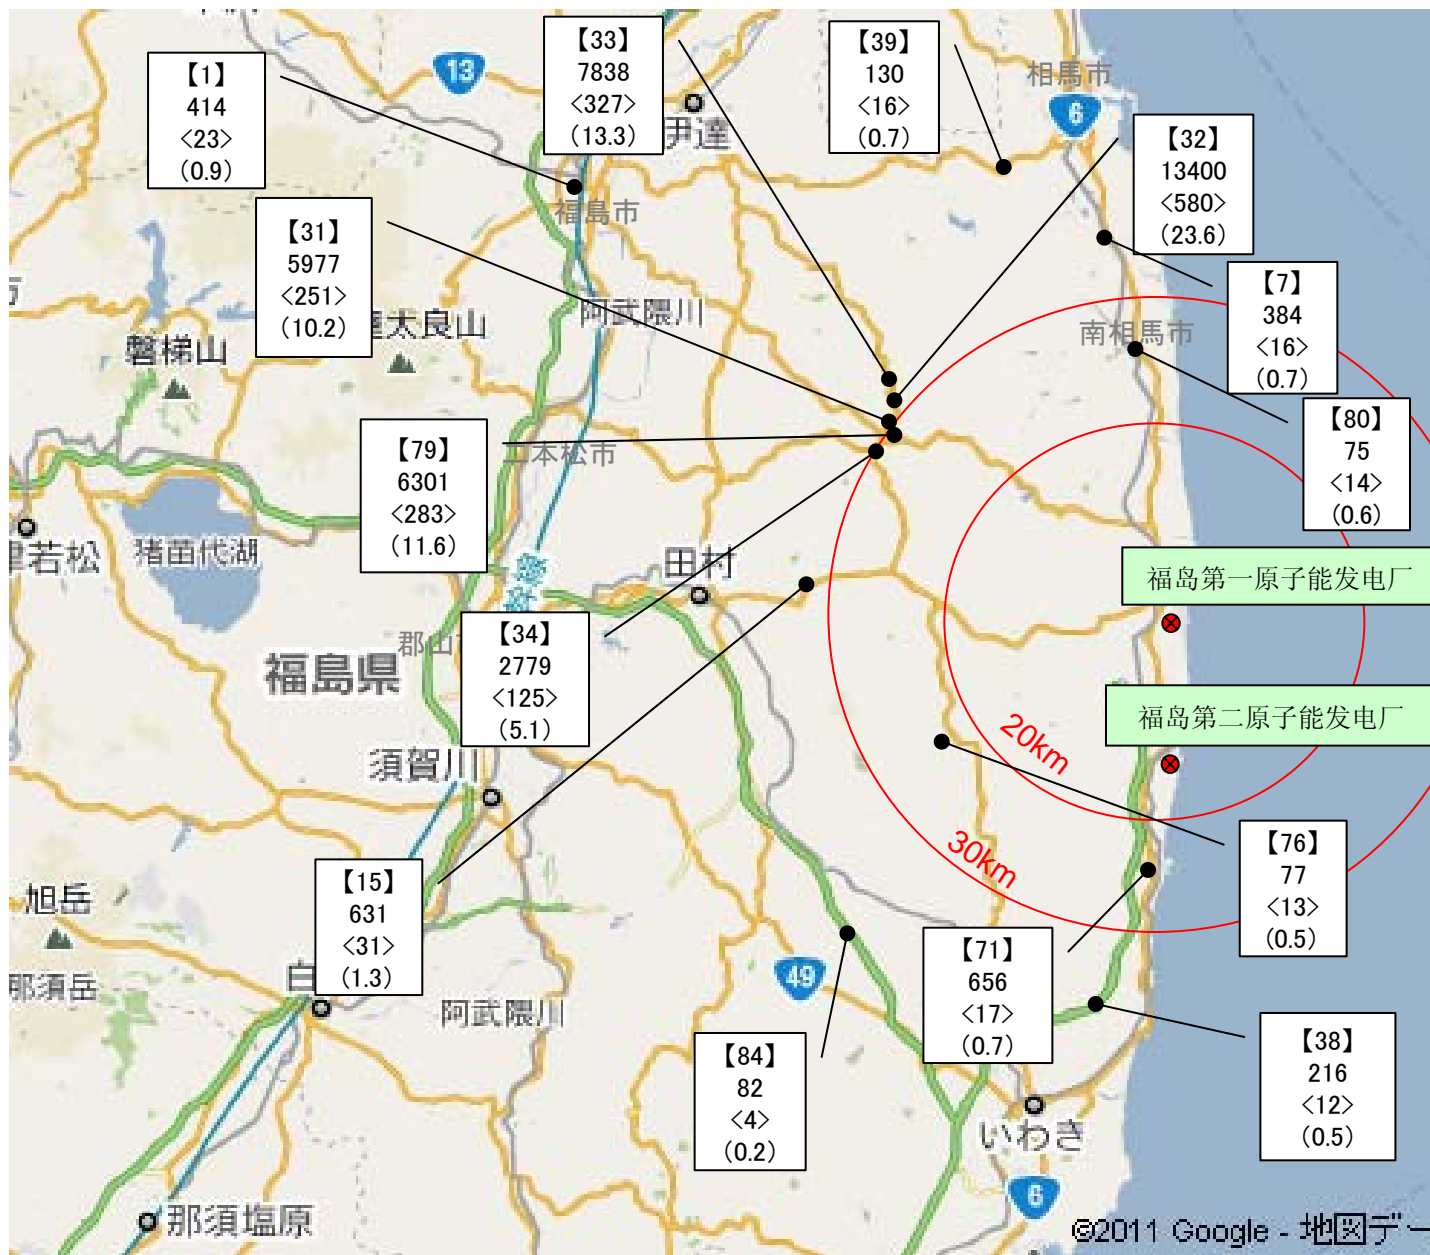 【33】
7838
<327>
(13.3)
【39】
130
<16>
(0.7)
【1】
414
<23>
(0.9)
13
伊達
相馬市
6
【32】
13400
<580>
(23.6)
福島市
【31】
5977
<251>
(10.2)
阿武隈川
達太良山
磐梯山
【7】
384
<16>
(0.7)
南相馬市
【79】
6301
<283>
(11.6)
二本松市
【80】
75
<14>
(0.6)
津若松
猪苗代湖
田村
新幹線
福岛第一原子能发电厂
【34】
2779
<125>
(5.1)
郡山
福島県
福岛第二原子能发电厂
20km
須賀川
30km
【76】
77
<13>
(0.5)
【15】
631
<31>
(1.3)
旭岳
那須岳
白
阿武隈川
49
【71】
656
<17>
(0.7)
【84】
82
<4>
(0.2)
【38】
216
<12>
(0.5)
いわき
6
那須塩原
©2011 Google - 地図デー